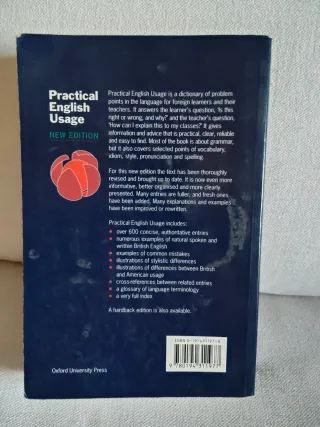 Practical
English
Usage
NEW EDITION
Practical English Usage is a dictionary of problem
points in the language for foreign learners and their
teachers. It answers the learner's question, 'Is this
right or wrong, and why?' and the teacher's question,
'How can I explain this to my classes?' It gives
information and advice that is practical, clear, reliable
and easy to find. Most of the book is about grammar,
but it also covers selected points of vocabulary,
idiom, style, pronunciation and spelling.
For this new edition the text has been thoroughly
revised and brought up to date. It is now even more
informative, better organised and more clearly
presented. Many entries are fuller, and fresh ones
have been added. Many explanations and examples
have been improved or rewritten.
Practical English Usage includes:
over 600 concise, authoritative entries
numerous examples of natural spoken and
written British English
examples of common mistakes
illustrations of stylistic differences
illustrations of differences between British
and American usage
cross-references between related entries
a glossary of language terminology
a very full index
A hardback edition is also available.
Oxford University Press
ISBN 0-19-431197-X
9 780194 311977